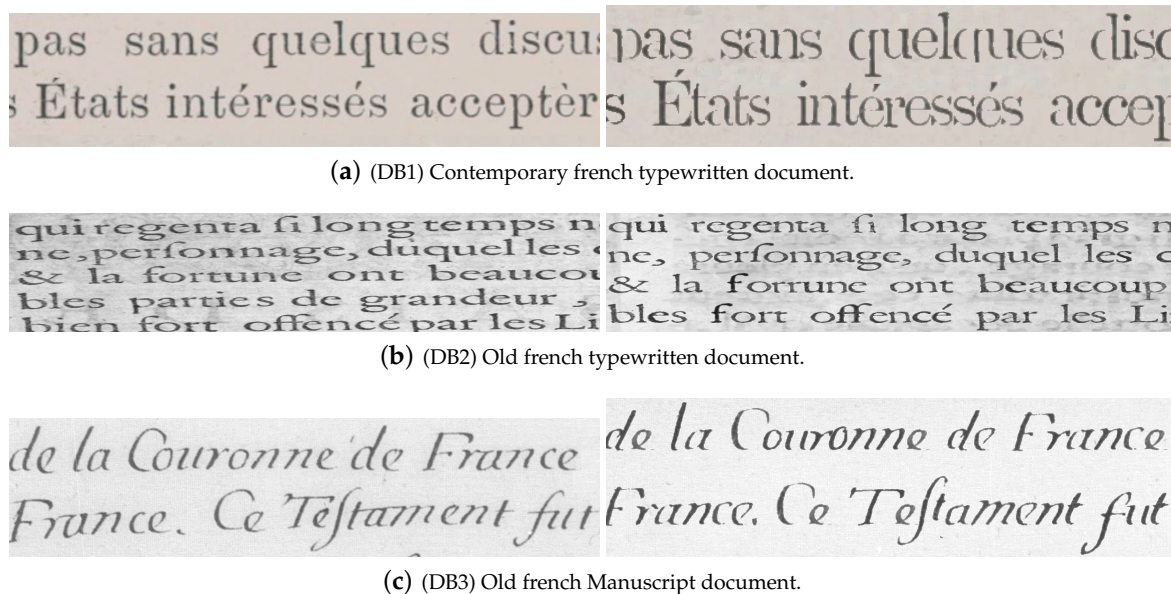 pas sans quelques discus
s États intéressés acceptèr
pas sans quelques disc
s États intéressés accep
(a) (DB1) Contemporary french typewritten document.
qui regenta ſi long temps n
ne, perſonnage, duquel les
& la fortune ont beaucou
bles parties de grandeur ,
bien fort offencé par les Li
qui regenta ſi long temps n
ne, perſonnage, duquel les c
& la forrune ont beaucoup
bles fort offencé par les Li
(b) (DB2) Old french typewritten document.
de la Couronne de France
France. Ce Teſtament fut
de la Couronne de France
France. Ce Teſtament fut
(c) (DB3) Old french Manuscript document.